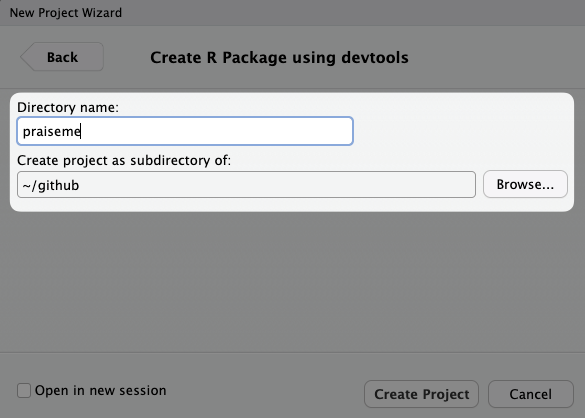 New Project Wizard
Back
Create R Package using devtools
Directory name:
praiseme
Create project as subdirectory of:
~/github
Browse...
Open in new session
Create Project
Cancel